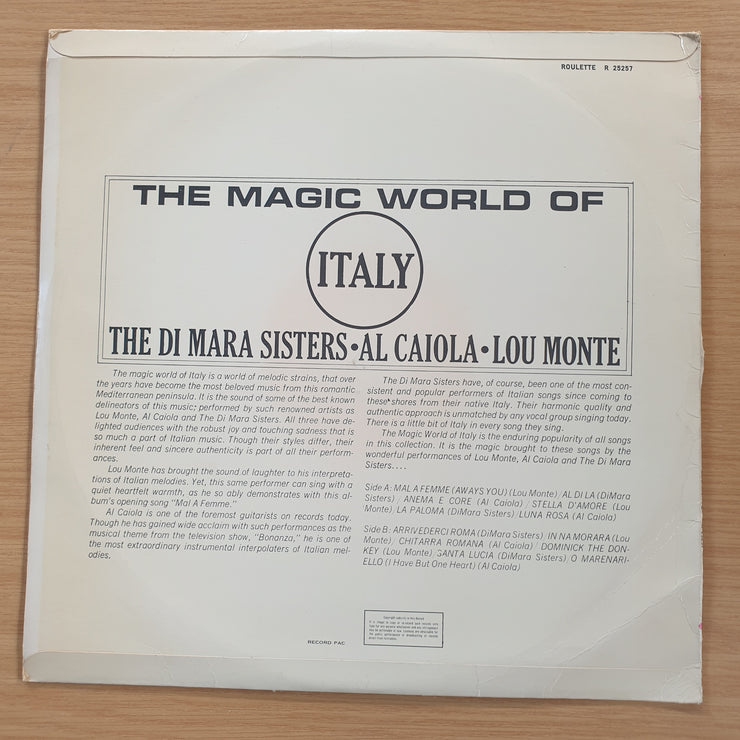 ROULETTE R 25257
THE MAGIC WORLD OF
ITALY
THE DI MARA SISTERS • AL CAIOLA • LOU MONTE
The magic world of Italy is a world of melodic strains, that over
the years have become the most beloved music from this romantic
Mediterranean peninsula. It is the sound of some of the best known
delineators of this music; performed by such renowned artists as
Lou Monte, Al Caiola and The Di Mara Sisters. All three have de-
lighted audiences with the robust joy and touching sadness that is
so much a part of Italian music. Though their styles differ, their
inherent feel and sincere authenticity is part of all their perform-
ances.
Lou Monte has brought the sound of laughter to his interpreta-
tions of Italian melodies. Yet, this same performer can sing with a
quiet heartfelt warmth, as he so ably demonstrates with this al-
bum's opening song "Mal A Femme."
Al Caiola is one of the foremost guitarists on records today.
Though he has gained wide acclaim with such performances as the
musical theme from the television show, "Bonanza," he is one of
the most extraordinary instrumental interpolaters of Italian mel-
odies.
The Di Mara Sisters have, of course, been one of the most con-
sistent and popular performers of Italian songs since coming to
these shores from their native Italy. Their harmonic quality and
authentic approach is unmatched by any vocal group singing today.
There is a little bit of Italy in every song they sing.
The Magic World of Italy is the enduring popularity of all songs
in this collection. It is the magic brought to these songs by the
wonderful performances of Lou Monte, Al Caiola and The Di Mara
Sisters....
Side A: MAL A FEMME (AWAYS YOU) (Lou Monte) AL DI LA (DiMara
Sisters) / ANEMA E CORE (Al Caiola) / STELLA D'AMORE (Lou
Monte) LA PALOMA (DiMara Sisters) / LUNA ROSA (Al Caiola)
Side B: ARRIVEDERCI ROMA (DiMara Sisters) IN NA MORARA (Lou
Monte) / CHITARRA ROMANA (Al Caiola) / DOMINICK THE DON-
KEY (Lou Monte) SANTA LUCIA (DiMara Sisters) O MARENARI-
ELLO (I Have But One Heart) (Al Caiola)
RECORD PAC